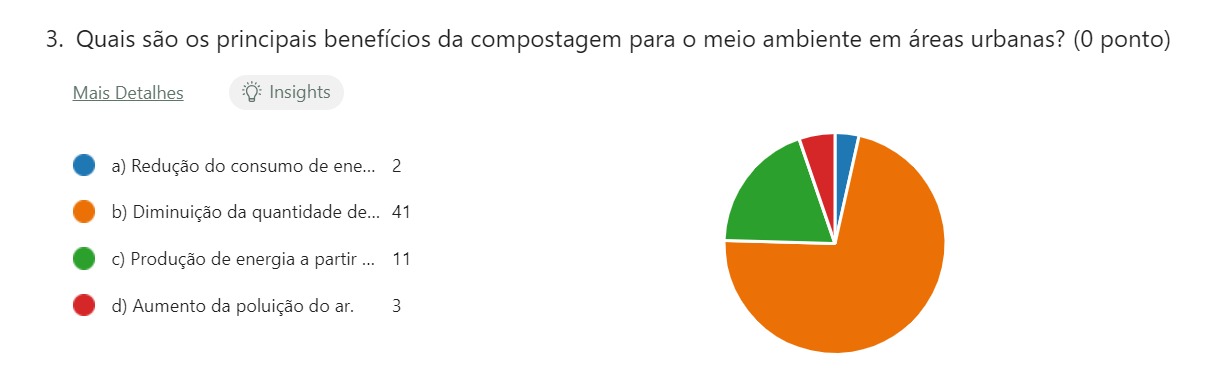 3. Quais são os principais benefícios da compostagem para o meio ambiente em áreas urbanas? (0 ponto)
Mais Detalhes Insights
a) Redução do consumo de ene... 2
b) Diminuição da quantidade de... 41
c) Produção de energia a partir ... 11
d) Aumento da poluição do ar. 3